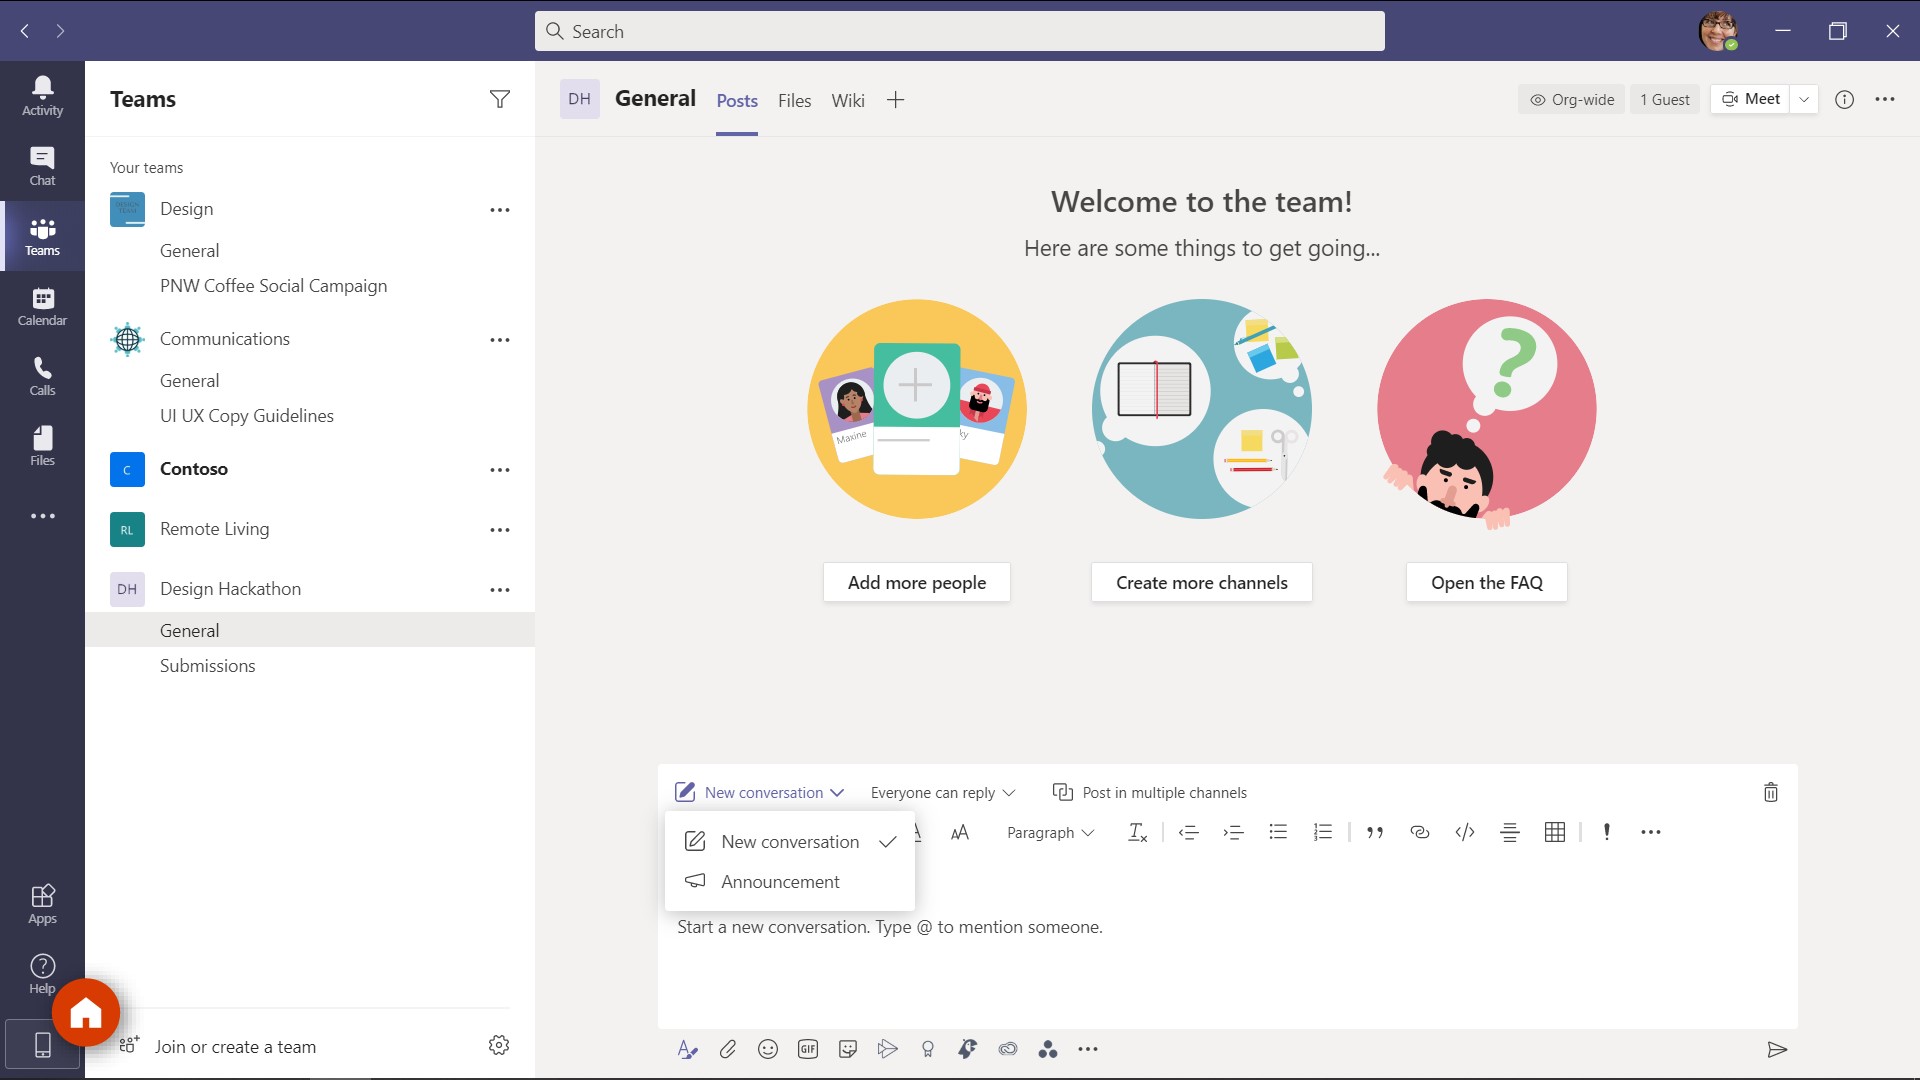 Search
Activity
Chat
Teams
Calendar
Calls
Files
Apps
Help
Teams
Your teams
Design
General
PNW Coffee Social Campaign
Communications
General
UI UX Copy Guidelines
C
Contoso
RL
Remote Living
DH
Design Hackathon
General
Submissions
Join or create a team
DH
General
Posts
Files
Wiki
Org-wide
1 Guest
Meet
Welcome to the team!
Here are some things to get going...
Maxine
ky
Add more people
Create more channels
Open the FAQ
New conversation
Everyone can reply
Post in multiple channels
New conversation
Announcement
Paragraph
Start a new conversation. Type @ to mention someone.
GIF